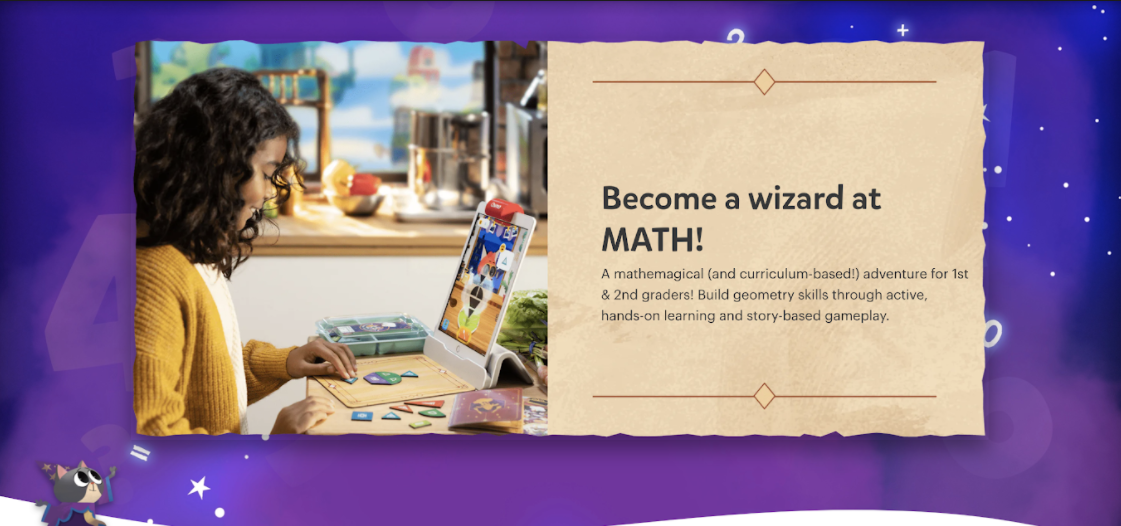 Become a wizard at
MATH!
A mathemagical (and curriculum-based!) adventure for 1st
& 2nd graders! Build geometry skills through active,
hands-on learning and story-based gameplay.